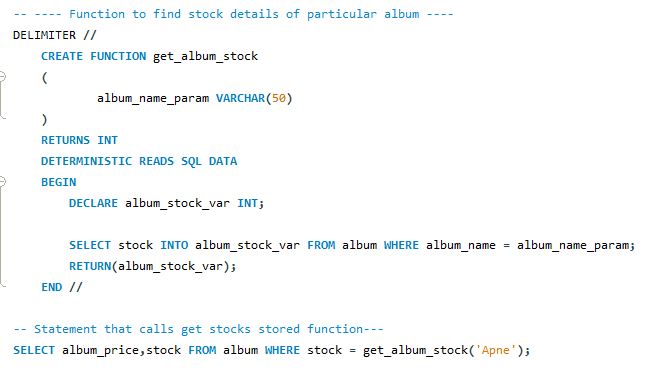 -- ---- Function to find stock details of particular album ----
DELIMITER //
CREATE FUNCTION get_album_stock
(
album_name_param VARCHAR(50)
)
RETURNS INT
DETERMINISTIC READS SQL DATA
BEGIN
DECLARE album_stock_var INT;
SELECT stock INTO album_stock_var FROM album WHERE album_name = album_name_param;
RETURN(album_stock_var);
END //
-- Statement that calls get stocks stored function---
SELECT album_price,stock FROM album WHERE stock = get_album_stock('Apne');